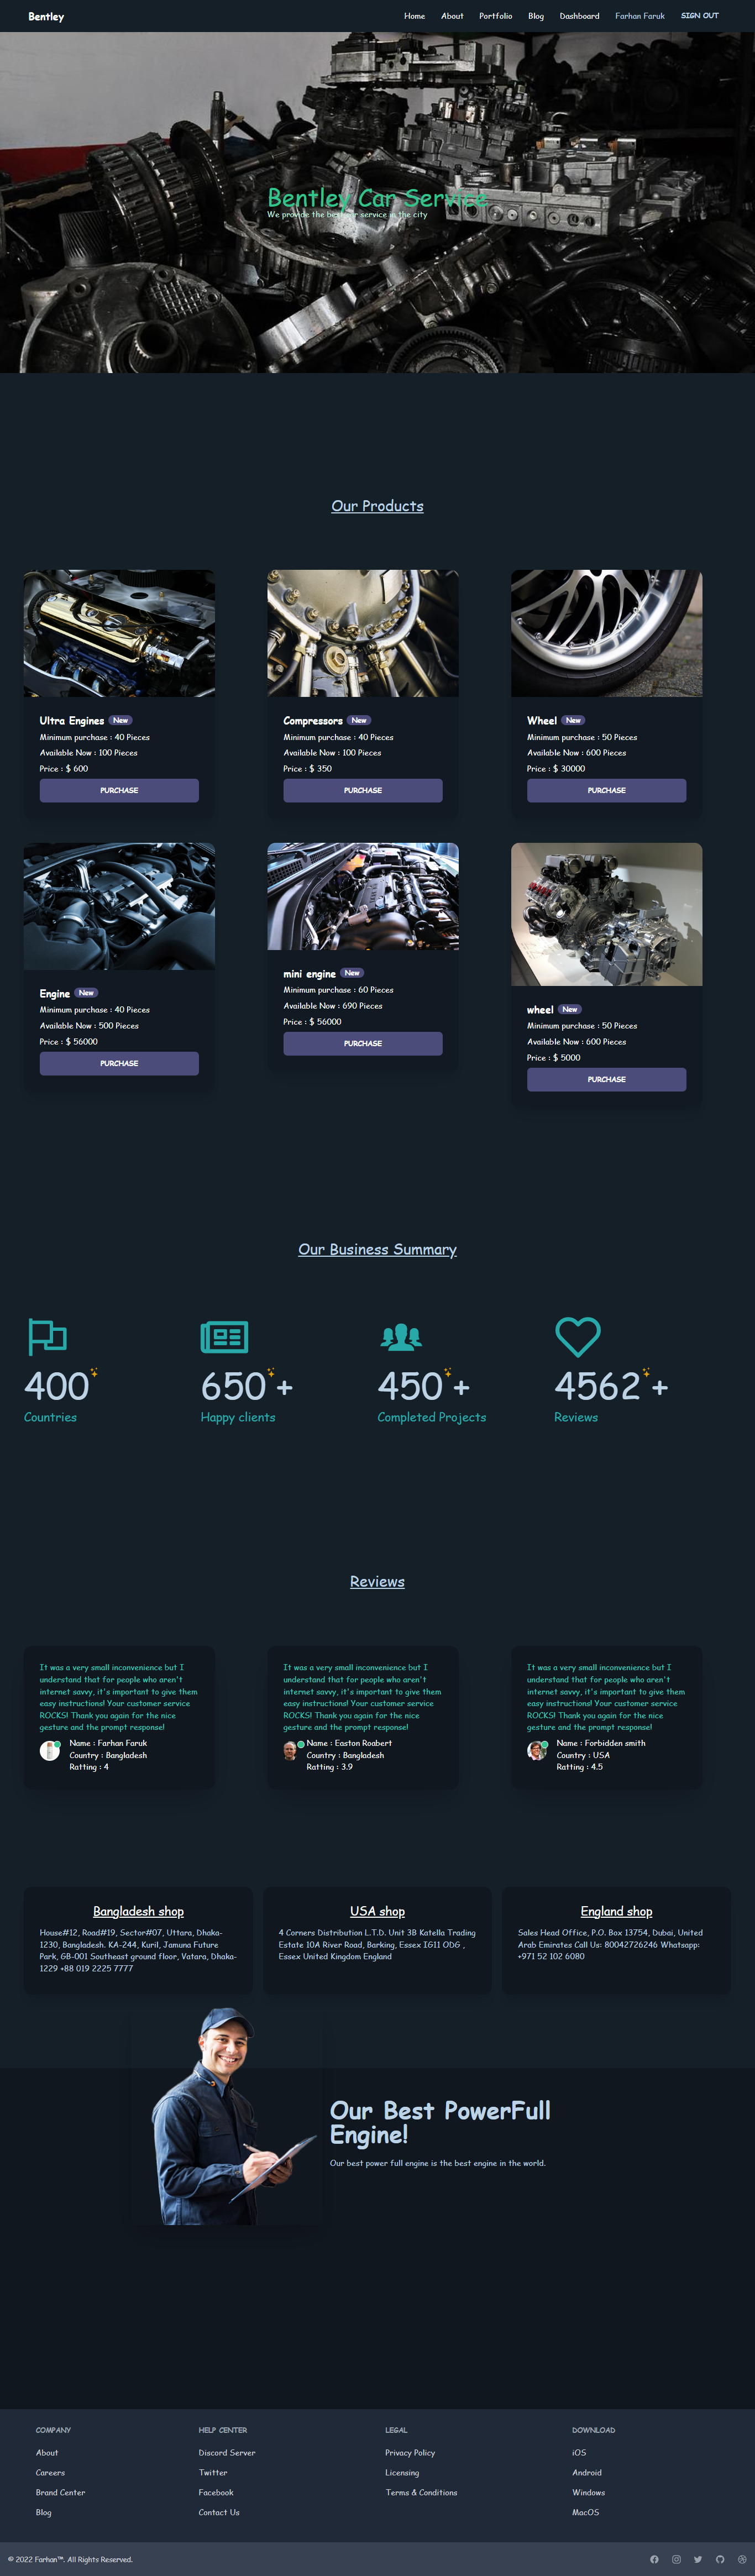 Bentley
Home About Portfolio Blog Dashboard Farhan Faruk SIGN OUT
Bentley Car Service
We provide the best car service in the city
Our Products
Ultra Engines New
Minimum purchase : 40 Pieces
Available Now : 100 Pieces
Price : $ 600
PURCHASE
Compressors New
Minimum purchase : 40 Pieces
Available Now : 100 Pieces
Price : $ 350
PURCHASE
Wheel New
Minimum purchase : 50 Pieces
Available Now : 600 Pieces
Price : $ 30000
PURCHASE
Engine New
Minimum purchase : 40 Pieces
Available Now : 500 Pieces
Price : $ 56000
PURCHASE
mini engine New
Minimum purchase : 60 Pieces
Available Now : 690 Pieces
Price : $ 56000
PURCHASE
wheel New
Minimum purchase : 50 Pieces
Available Now : 600 Pieces
Price : $ 5000
PURCHASE
Our Business Summary
400
Countries
650+
Happy clients
450+
Completed Projects
4562+
Reviews
Reviews
It was a very small inconvenience but I
understand that for people who aren't
internet savvy, it's important to give them
easy instructions! Your customer service
ROCKS! Thank you again for the nice
gesture and the prompt response!
Name : Farhan Faruk
Country : Bangladesh
Ratting : 4
It was a very small inconvenience but I
understand that for people who aren't
internet savvy, it's important to give them
easy instructions! Your customer service
ROCKS! Thank you again for the nice
gesture and the prompt response!
Name : Easton Roabert
Country : Bangladesh
Ratting : 3.9
It was a very small inconvenience but I
understand that for people who aren't
internet savvy, it's important to give them
easy instructions! Your customer service
ROCKS! Thank you again for the nice
gesture and the prompt response!
Name : Forbidden smith
Country : USA
Ratting : 4.5
Bangladesh shop
House#12, Road#19, Sector#07, Uttara, Dhaka-
1230, Bangladesh. KA-244, Kuril, Jamuna Future
Park, GB-001 Southeast ground floor, Vatara, Dhaka-
1229 +88 019 2225 7777
USA shop
4 Corners Distribution L.T.D. Unit 3B Katella Trading
Estate 10A River Road, Barking, Essex IG11 ODG ,
Essex United Kingdom England
England shop
Sales Head Office, P.O. Box 13754, Dubai, United
Arab Emirates Call Us: 80042726246 Whatsapp:
+971 52 102 6080
Our Best PowerFull
Engine!
Our best power full engine is the best engine in the world.
COMPANY
About
Careers
Brand Center
Blog
HELP CENTER
Discord Server
Twitter
Facebook
Contact Us
LEGAL
Privacy Policy
Licensing
Terms & Conditions
DOWNLOAD
iOS
Android
Windows
MacOS
© 2022 Farhan™. All Rights Reserved.